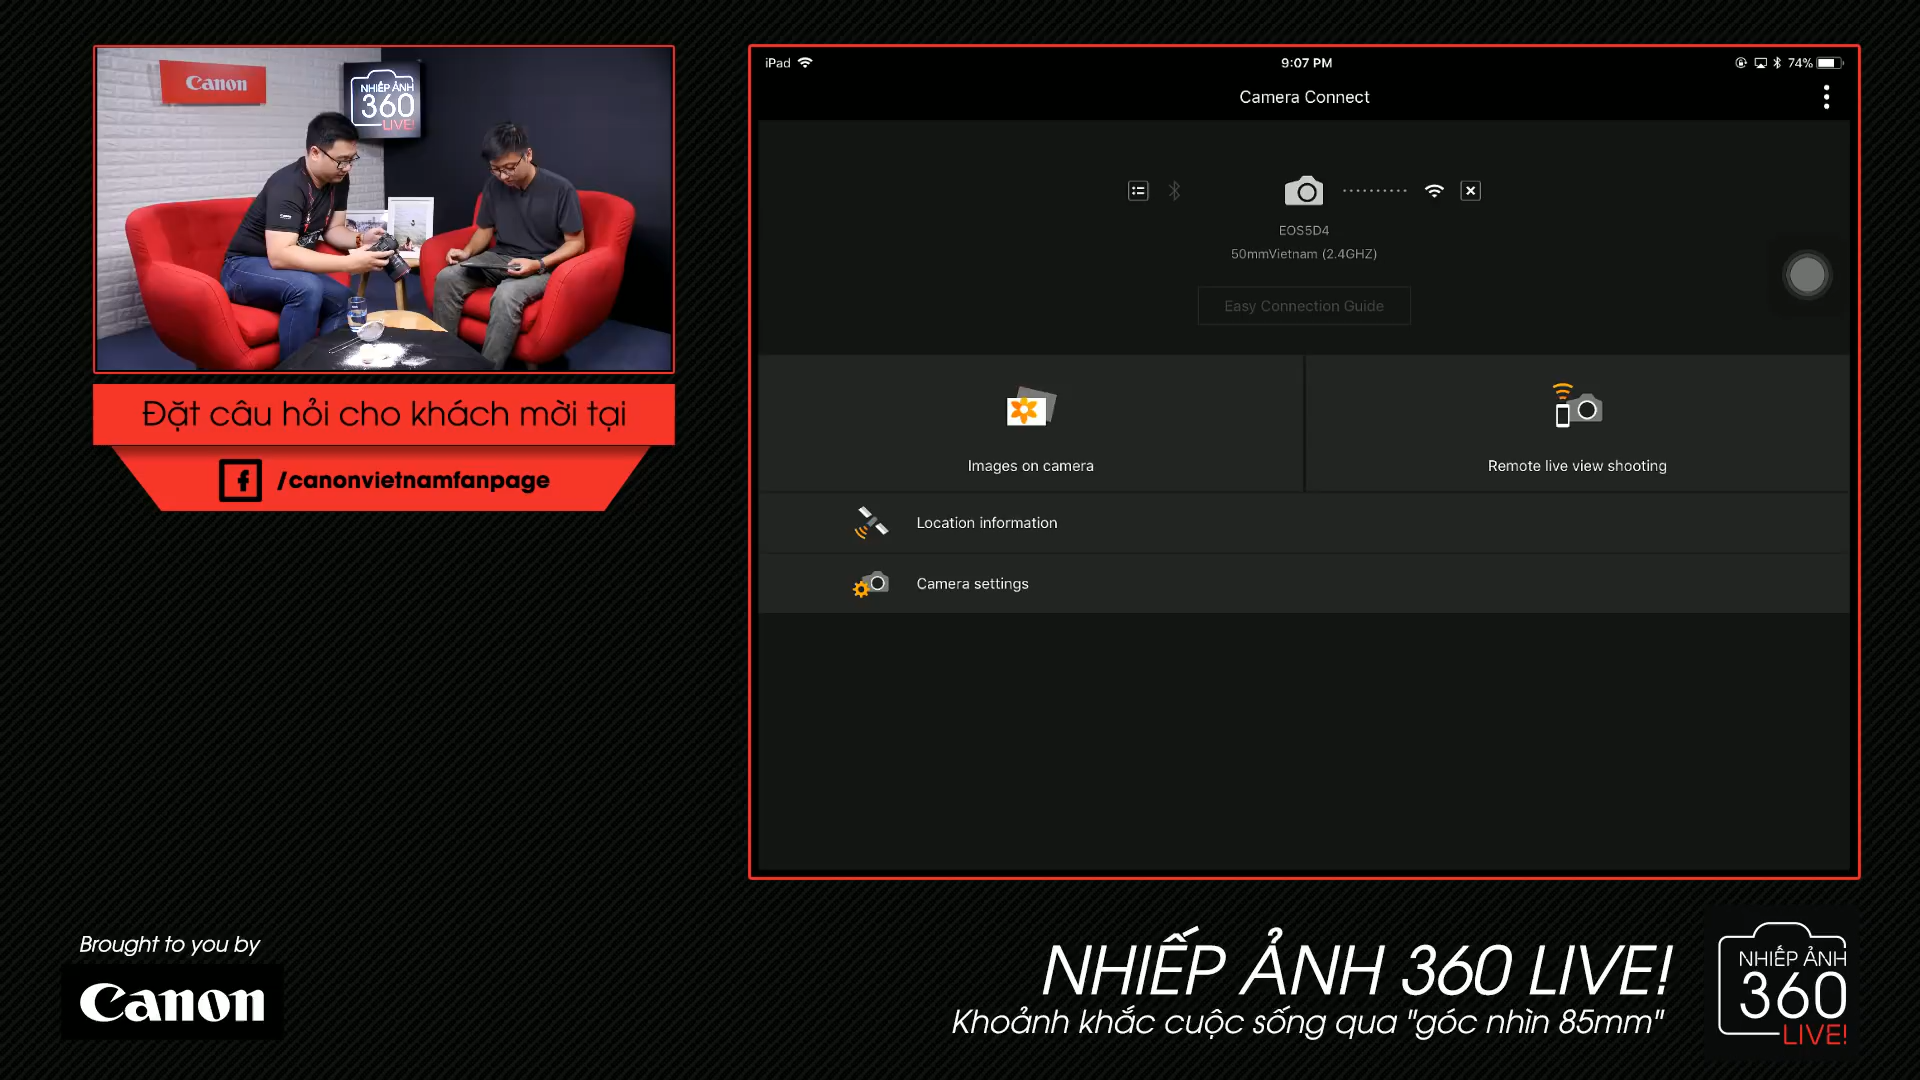 Canon
NHIẾP ẢNH
360
LIVE!
Đặt câu hỏi cho khách mời tại
f /canonvietnamfanpage
iPad
9:07 PM
74%
Camera Connect
EOS5D4
50mmVietnam (2.4GHZ)
Easy Connection Guide
Images on camera
Remote live view shooting
Location information
Camera settings
Brought to you by
Canon
NHIẾP ẢNH 360 LIVE!
Khoảnh khắc cuộc sống qua "góc nhìn 85mm"
NHIẾP ẢNH
360
LIVE!